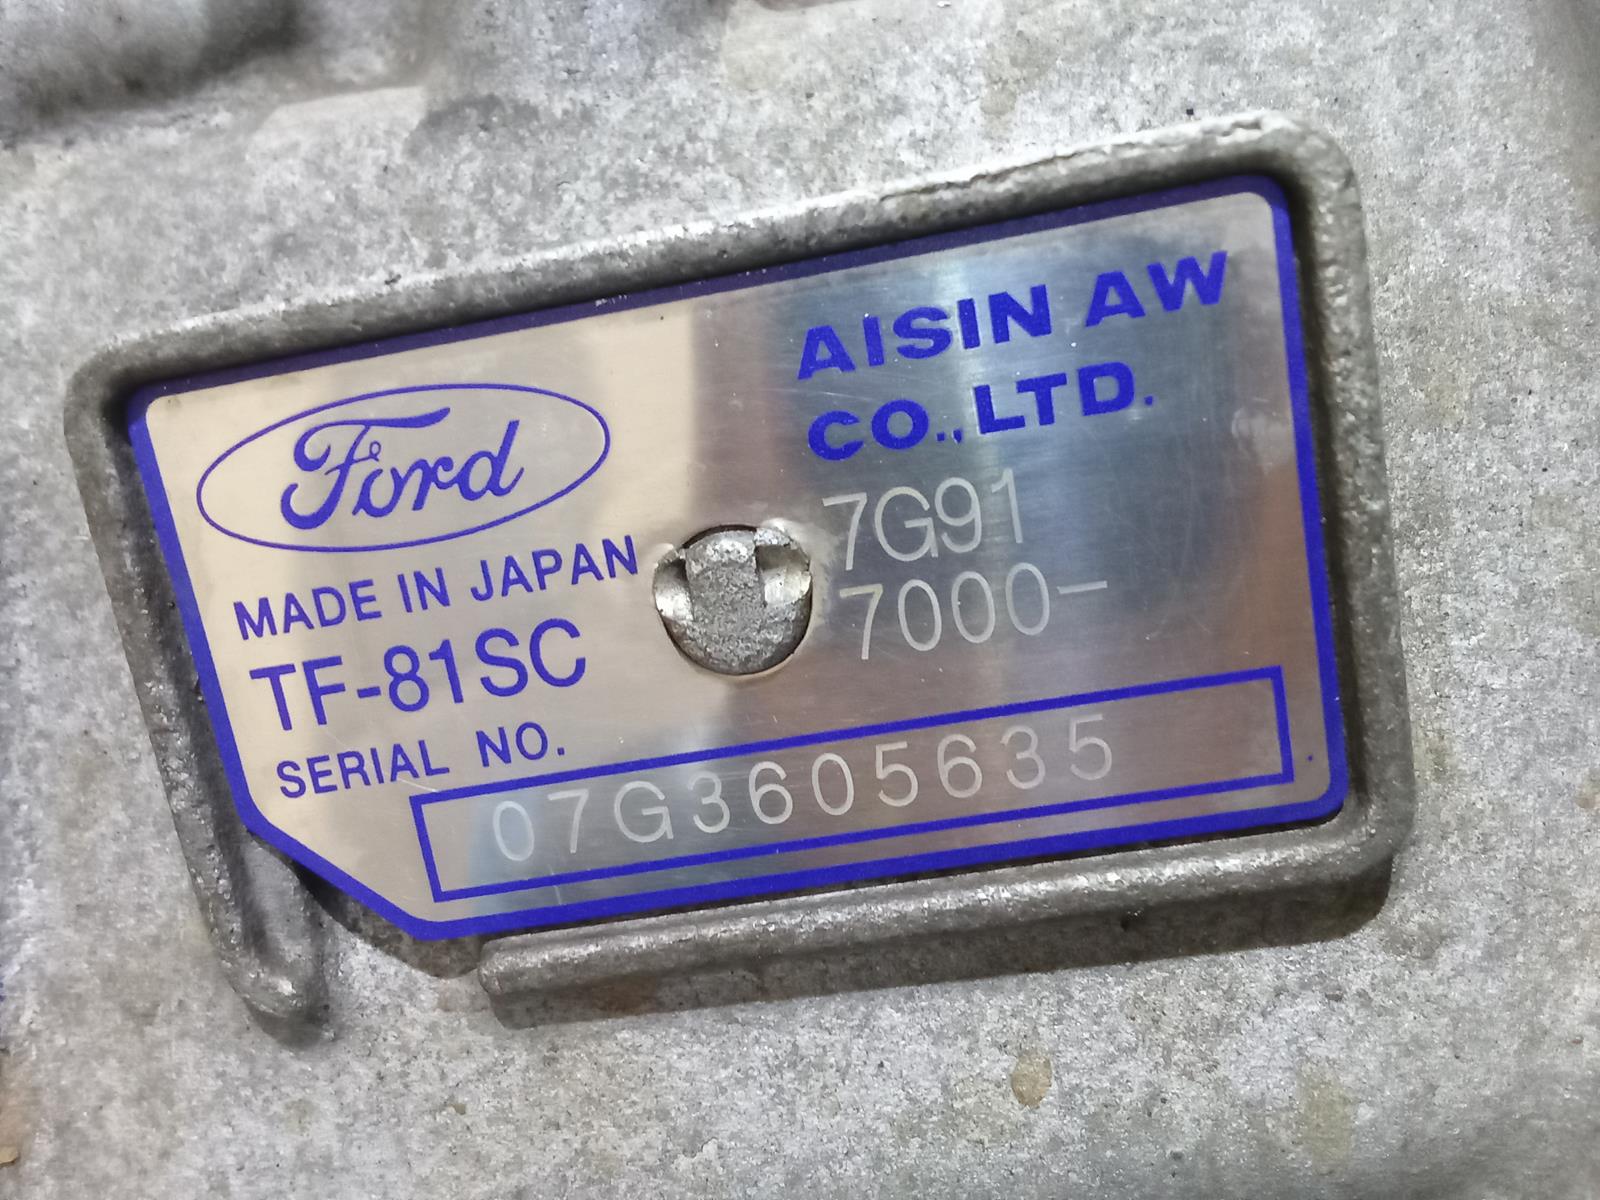 Ford
MADE IN JAPAN
TF-81SC
SERIAL NO.
AISIN AW
CO., LTD.
7G91
7000-
07G3605635